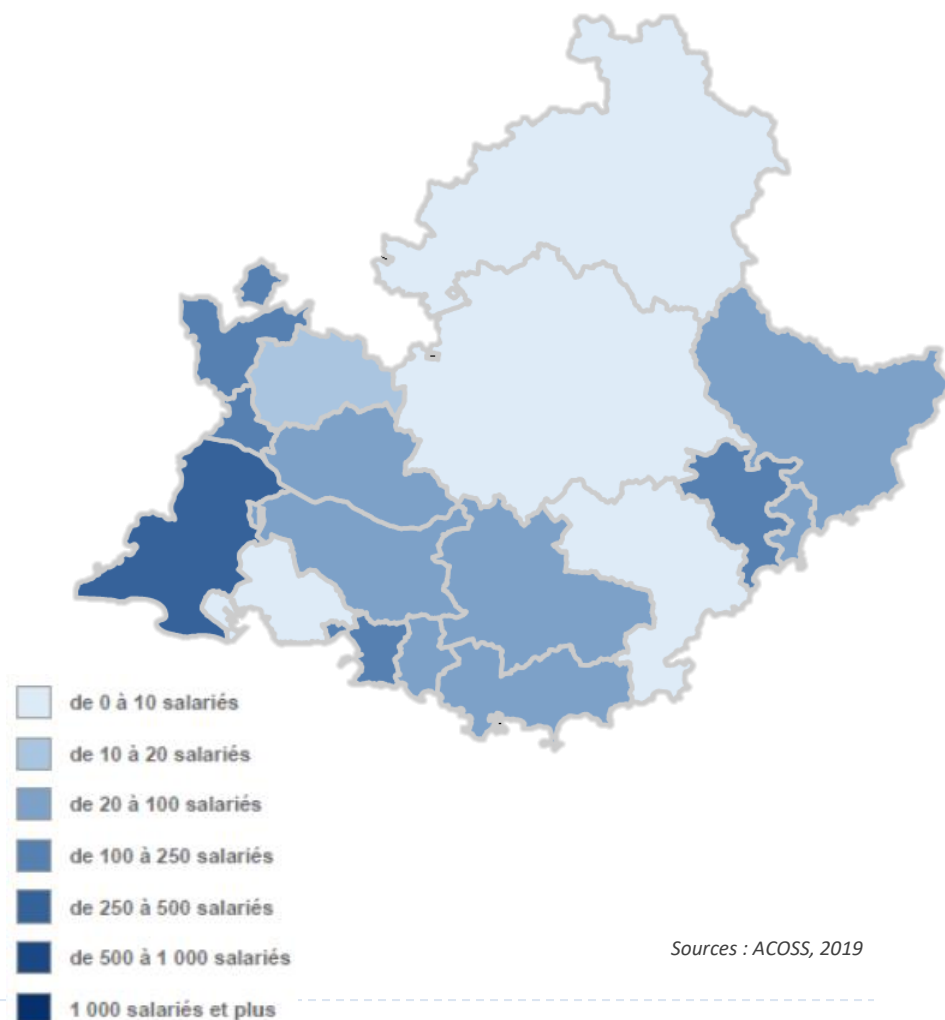 de 0 à 10 salariés
de 10 à 20 salariés
de 20 à 100 salariés
de 100 à 250 salariés
de 250 à 500 salariés
de 500 à 1 000 salariés
1 000 salariés et plus
Sources : ACOSS, 2019